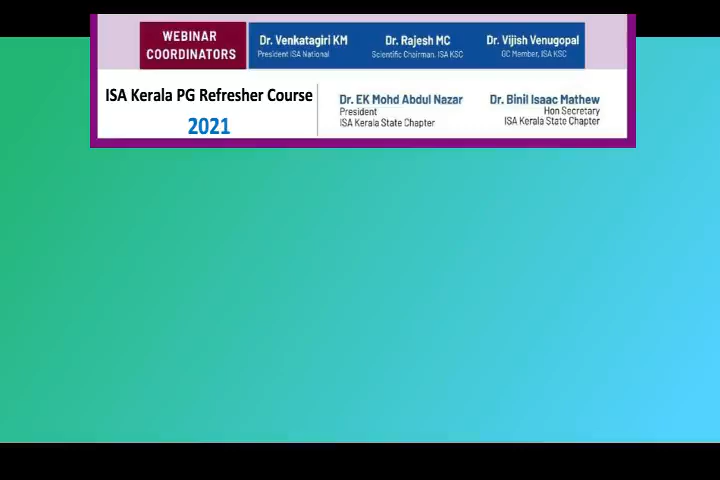 WEBINAR
COORDINATORS
Dr. Venkatagiri KM
President ISA National
Dr. Rajesh MC
Scientific Chairman, ISA KSC
Dr. Vijish Venugopal
GC Member, ISA KSC
ISA Kerala PG Refresher Course
2021
Dr. EK Mohd Abdul Nazar
President
ISA Kerala State Chapter
Dr. Binil Isaac Mathew
Hon Secretary
ISA Kerala State Chapter